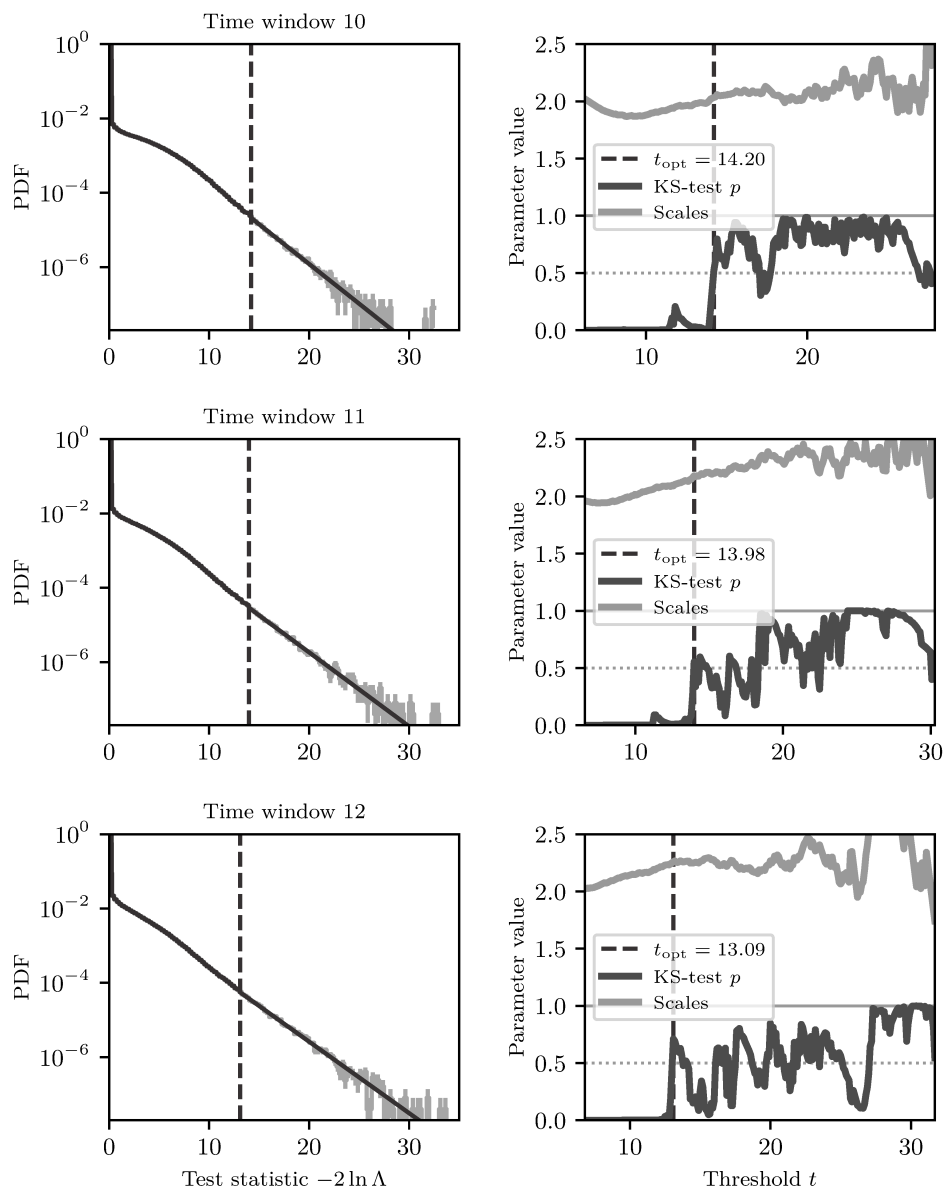 Time window 10
PDF
10^0
10^-2
10^-4
10^-6
0 10 20 30
Parameter value
2.5
2.0
1.5
1.0
0.5
0.0
10 20
t_opt = 14.20
KS-test p
Scales
Time window 11
PDF
10^0
10^-2
10^-4
10^-6
0 10 20 30
Parameter value
2.5
2.0
1.5
1.0
0.5
0.0
10 20 30
t_opt = 13.98
KS-test p
Scales
Time window 12
PDF
10^0
10^-2
10^-4
10^-6
0 10 20 30
Test statistic −2 ln Λ
Parameter value
2.5
2.0
1.5
1.0
0.5
0.0
10 20 30
t_opt = 13.09
KS-test p
Scales
Threshold t